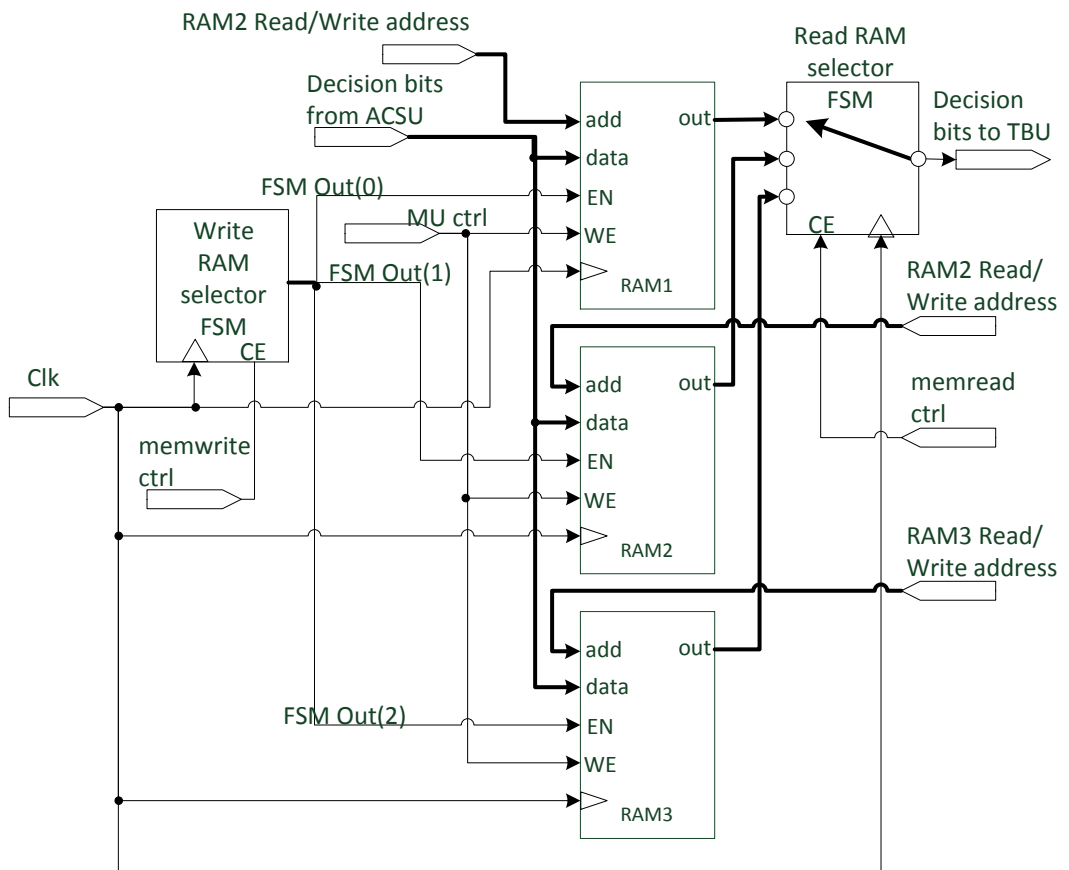 RAM2 Read/Write address
Decision bits
from ACSU
FSM Out(0)
MU ctrl
FSM Out(1)
Write
RAM
selector
FSM
CE
Clk
memwrite
ctrl
FSM Out(2)
add
data
EN
WE
RAM1
out
add
data
EN
WE
RAM2
out
add
data
EN
WE
RAM3
out
Read RAM
selector
FSM
CE
Decision
bits to TBU
RAM2 Read/
Write address
memread
ctrl
RAM3 Read/
Write address